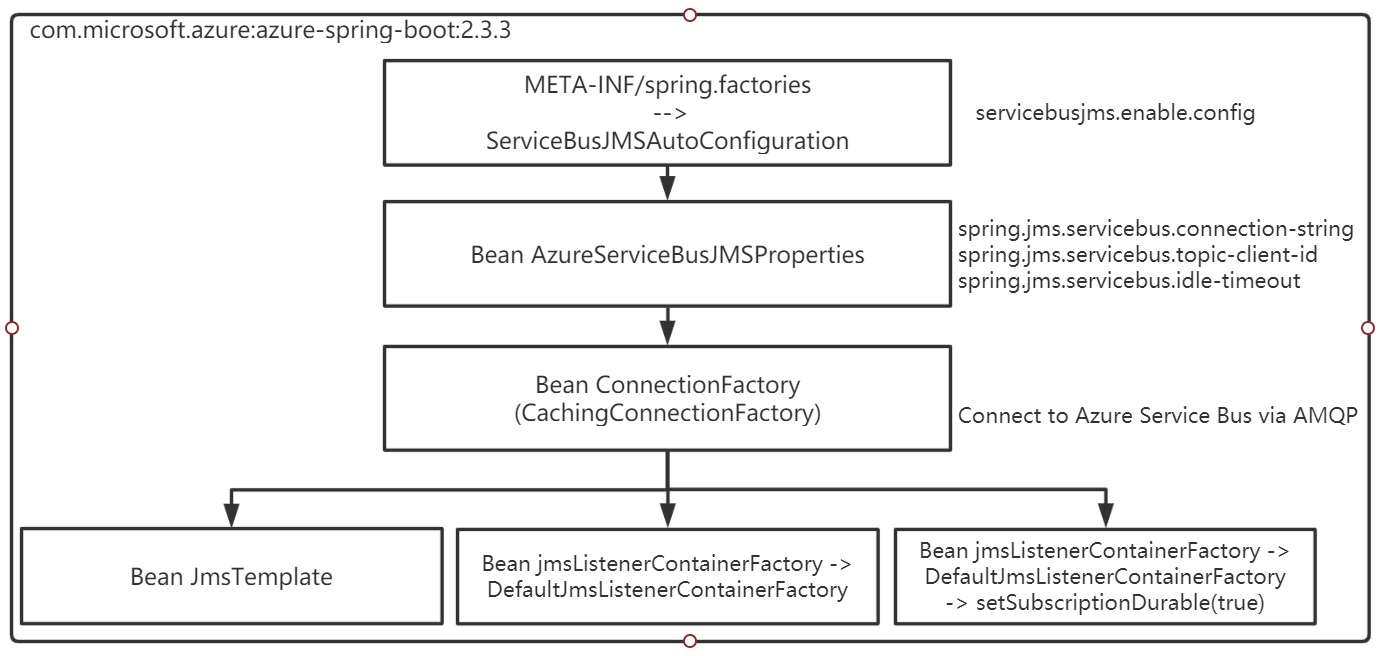 com.microsoft.azure:azure-spring-boot:2.3.3
META-INF/spring.factories
-->
ServiceBusJMSAutoConfiguration
servicebusjms.enable.config
Bean AzureServiceBusJMSProperties
spring.jms.servicebus.connection-string
spring.jms.servicebus.topic-client-id
spring.jms.servicebus.idle-timeout
Bean ConnectionFactory
(CachingConnectionFactory)
Connect to Azure Service Bus via AMQP
Bean JmsTemplate
Bean jmsListenerContainerFactory ->
DefaultJmsListenerContainerFactory
Bean jmsListenerContainerFactory ->
DefaultJmsListenerContainerFactory
-> setSubscriptionDurable(true)